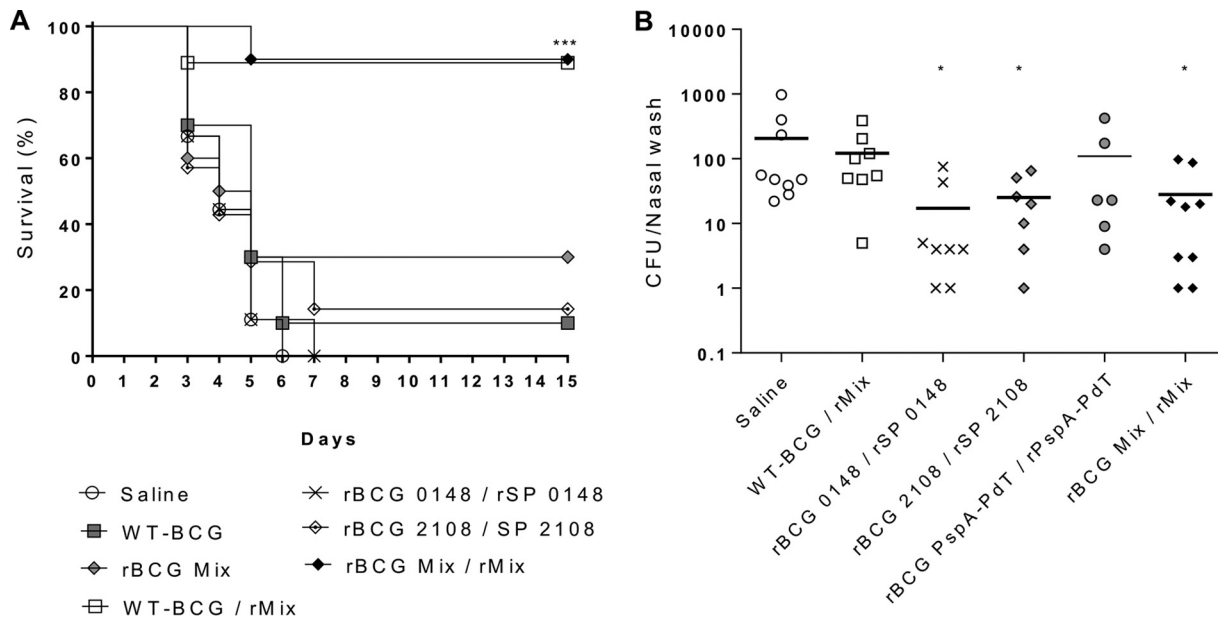 A
Survival (%)
100
80
60
40
20
0
***
0 1 2 3 4 5 6 7 8 9 10 11 12 13 14 15
Days
Saline
WT-BCG
rBCG Mix
WT-BCG / rMix
rBCG 0148 / rSP 0148
rBCG 2108 / SP 2108
rBCG Mix / rMix
B
CFU/Nasal wash
10000
1000
100
10
1
0.1
* * *
Saline
WT-BCG / rMix
rBCG 0148 / rSP 0148
rBCG 2108 / rSP 2108
rBCG PspA-PdT / rPspA-PdT
rBCG Mix / rMix